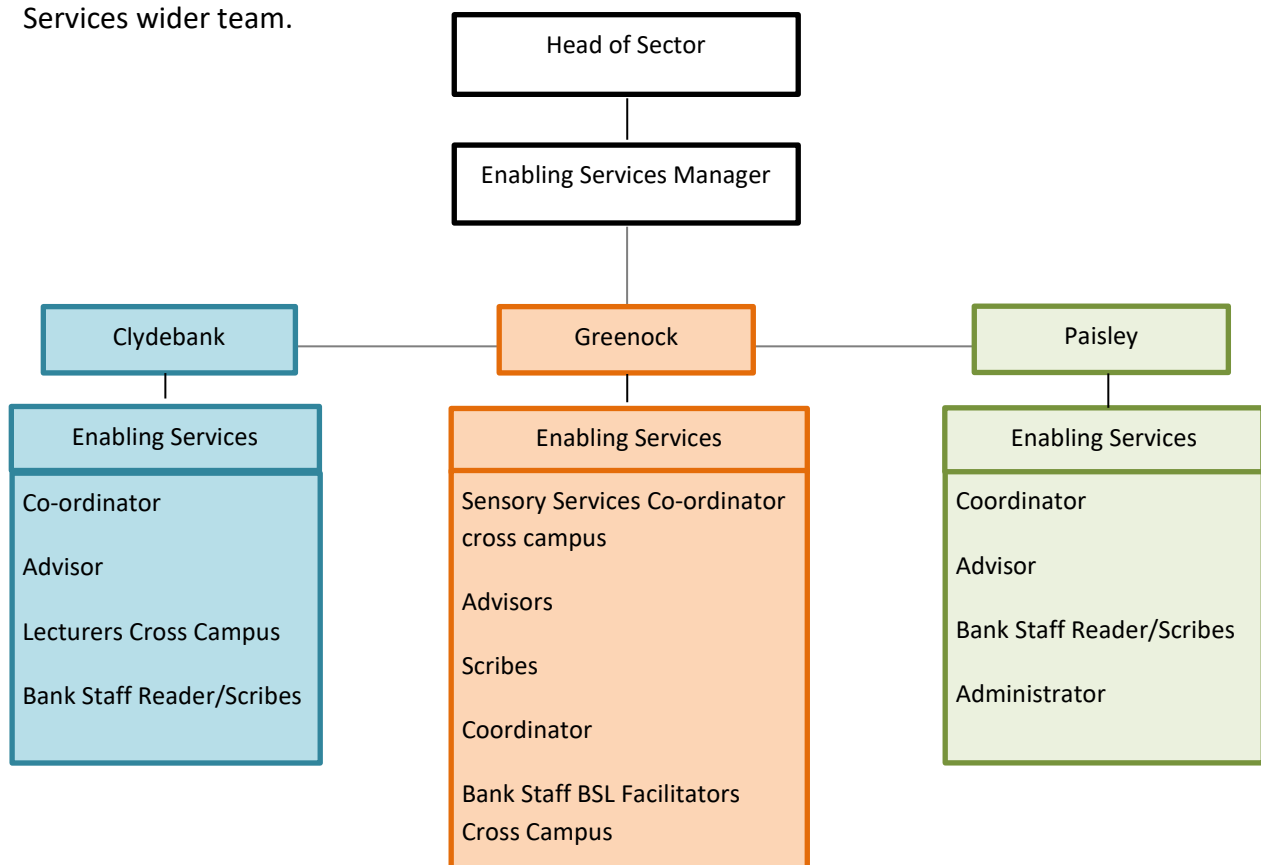 Services wider team.
Head of Sector
Enabling Services Manager
Clydebank
Greenock
Paisley
Enabling Services
Co-ordinator
Advisor
Lecturers Cross Campus
Bank Staff Reader/Scribes
Enabling Services
Sensory Services Co-ordinator
cross campus
Advisors
Scribes
Coordinator
Bank Staff BSL Facilitators
Cross Campus
Enabling Services
Coordinator
Advisor
Bank Staff Reader/Scribes
Administrator